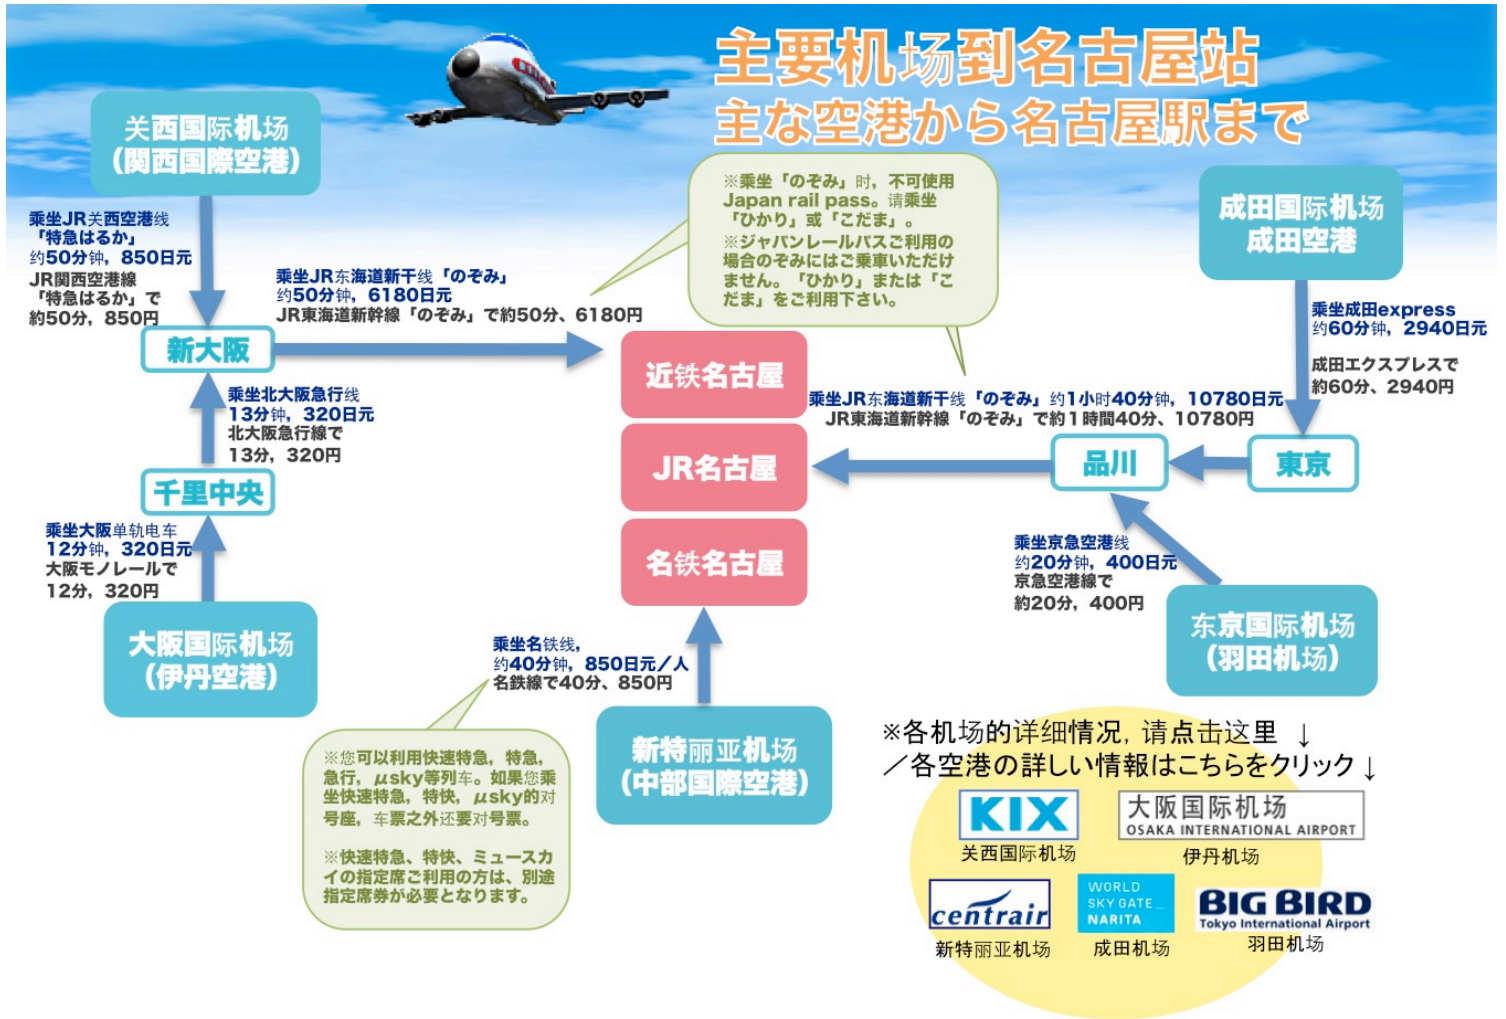 主要机场到名古屋站
主な空港から名古屋駅まで
关西国际机场
(関西国際空港)
乘坐JR关西空港线
「特急はるか」
约50分钟，850日元
JR関西空港線
「特急はるか」で
約50分，850円
新大阪
乘坐JR东海道新干线「のぞみ」
约50分钟，6180日元
JR東海道新幹線「のぞみ」で約50分、6180円
※乘坐「のぞみ」时，不可使用
Japan rail pass。请乘坐
「ひかり」或「こだま」。
※ジャパンレールパスご利用の
場合のぞみにはご乗車いただけ
ません。「ひかり」または「こ
だま」をご利用下さい。
成田国际机场
成田空港
乘坐成田express
约60分钟，2940日元
成田エクスプレスで
約60分、2940円
乘坐北大阪急行线
13分钟，320日元
北大阪急行線で
13分，320円
千里中央
乘坐大阪单轨电车
12分钟，320日元
大阪モノレールで
12分，320円
大阪国际机场
(伊丹空港)
近铁名古屋
JR名古屋
名铁名古屋
乘坐JR东海道新干线「のぞみ」约1小时40分钟，10780日元
JR東海道新幹線「のぞみ」で約１時間40分、10780円
品川
東京
乘坐京急空港线
约20分钟，400日元
京急空港線で
約20分，400円
东京国际机场
(羽田机场)
乘坐名铁线，
约40分钟，850日元／人
名鉄線で40分、850円
新特丽亚机场
(中部国際空港)
※您可以利用快速特急，特急，
急行，μsky等列车。如果您乘
坐快速特急，特快，μsky的对
号座，车票之外还要对号票。
※快速特急、特快、ミュースカ
イの指定席ご利用の方は、別途
指定席券が必要となります。
※各机场的详细情况，请点击这里 ↓
／各空港の詳しい情報はこちらをクリック↓
KIX
关西国际机场
大阪国际机场
OSAKA INTERNATIONAL AIRPORT
伊丹机场
centrair
新特丽亚机场
WORLD
SKY GATE_
NARITA
成田机场
BIG BIRD
Tokyo International Airport
羽田机场